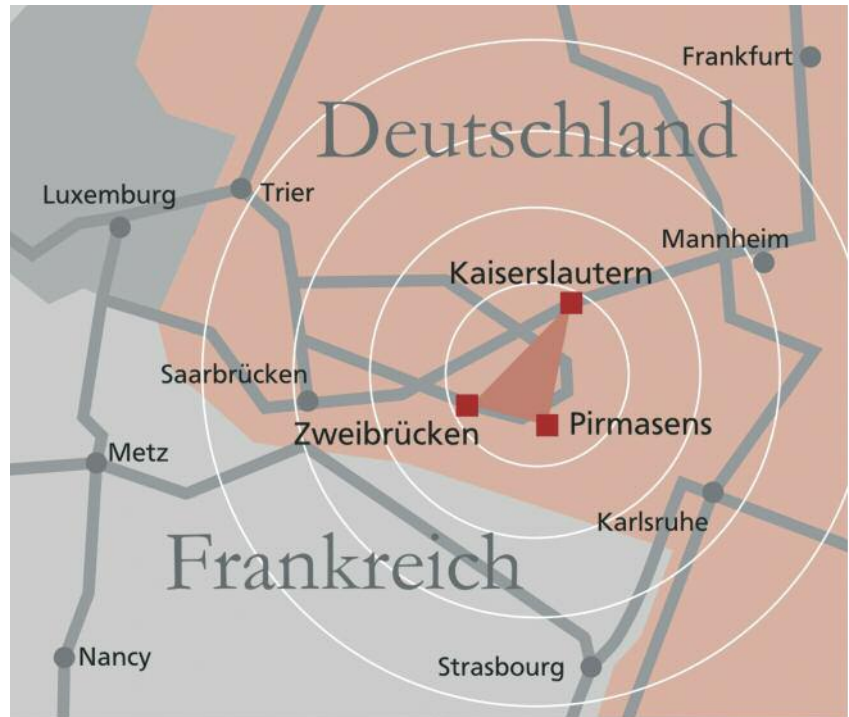 Frankfurt
Deutschland
Luxemburg
Trier
Mannheim
Kaiserslautern
Saarbrücken
Zweibrücken
Pirmasens
Metz
Karlsruhe
Frankreich
Nancy
Strasbourg